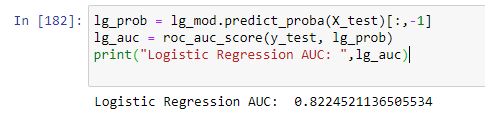 In [182]: lg_prob = lg_mod.predict_proba(X_test)[:,-1]
lg_auc = roc_auc_score(y_test, lg_prob)
print("Logistic Regression AUC: ",lg_auc)
Logistic Regression AUC:  0.8224521136505534